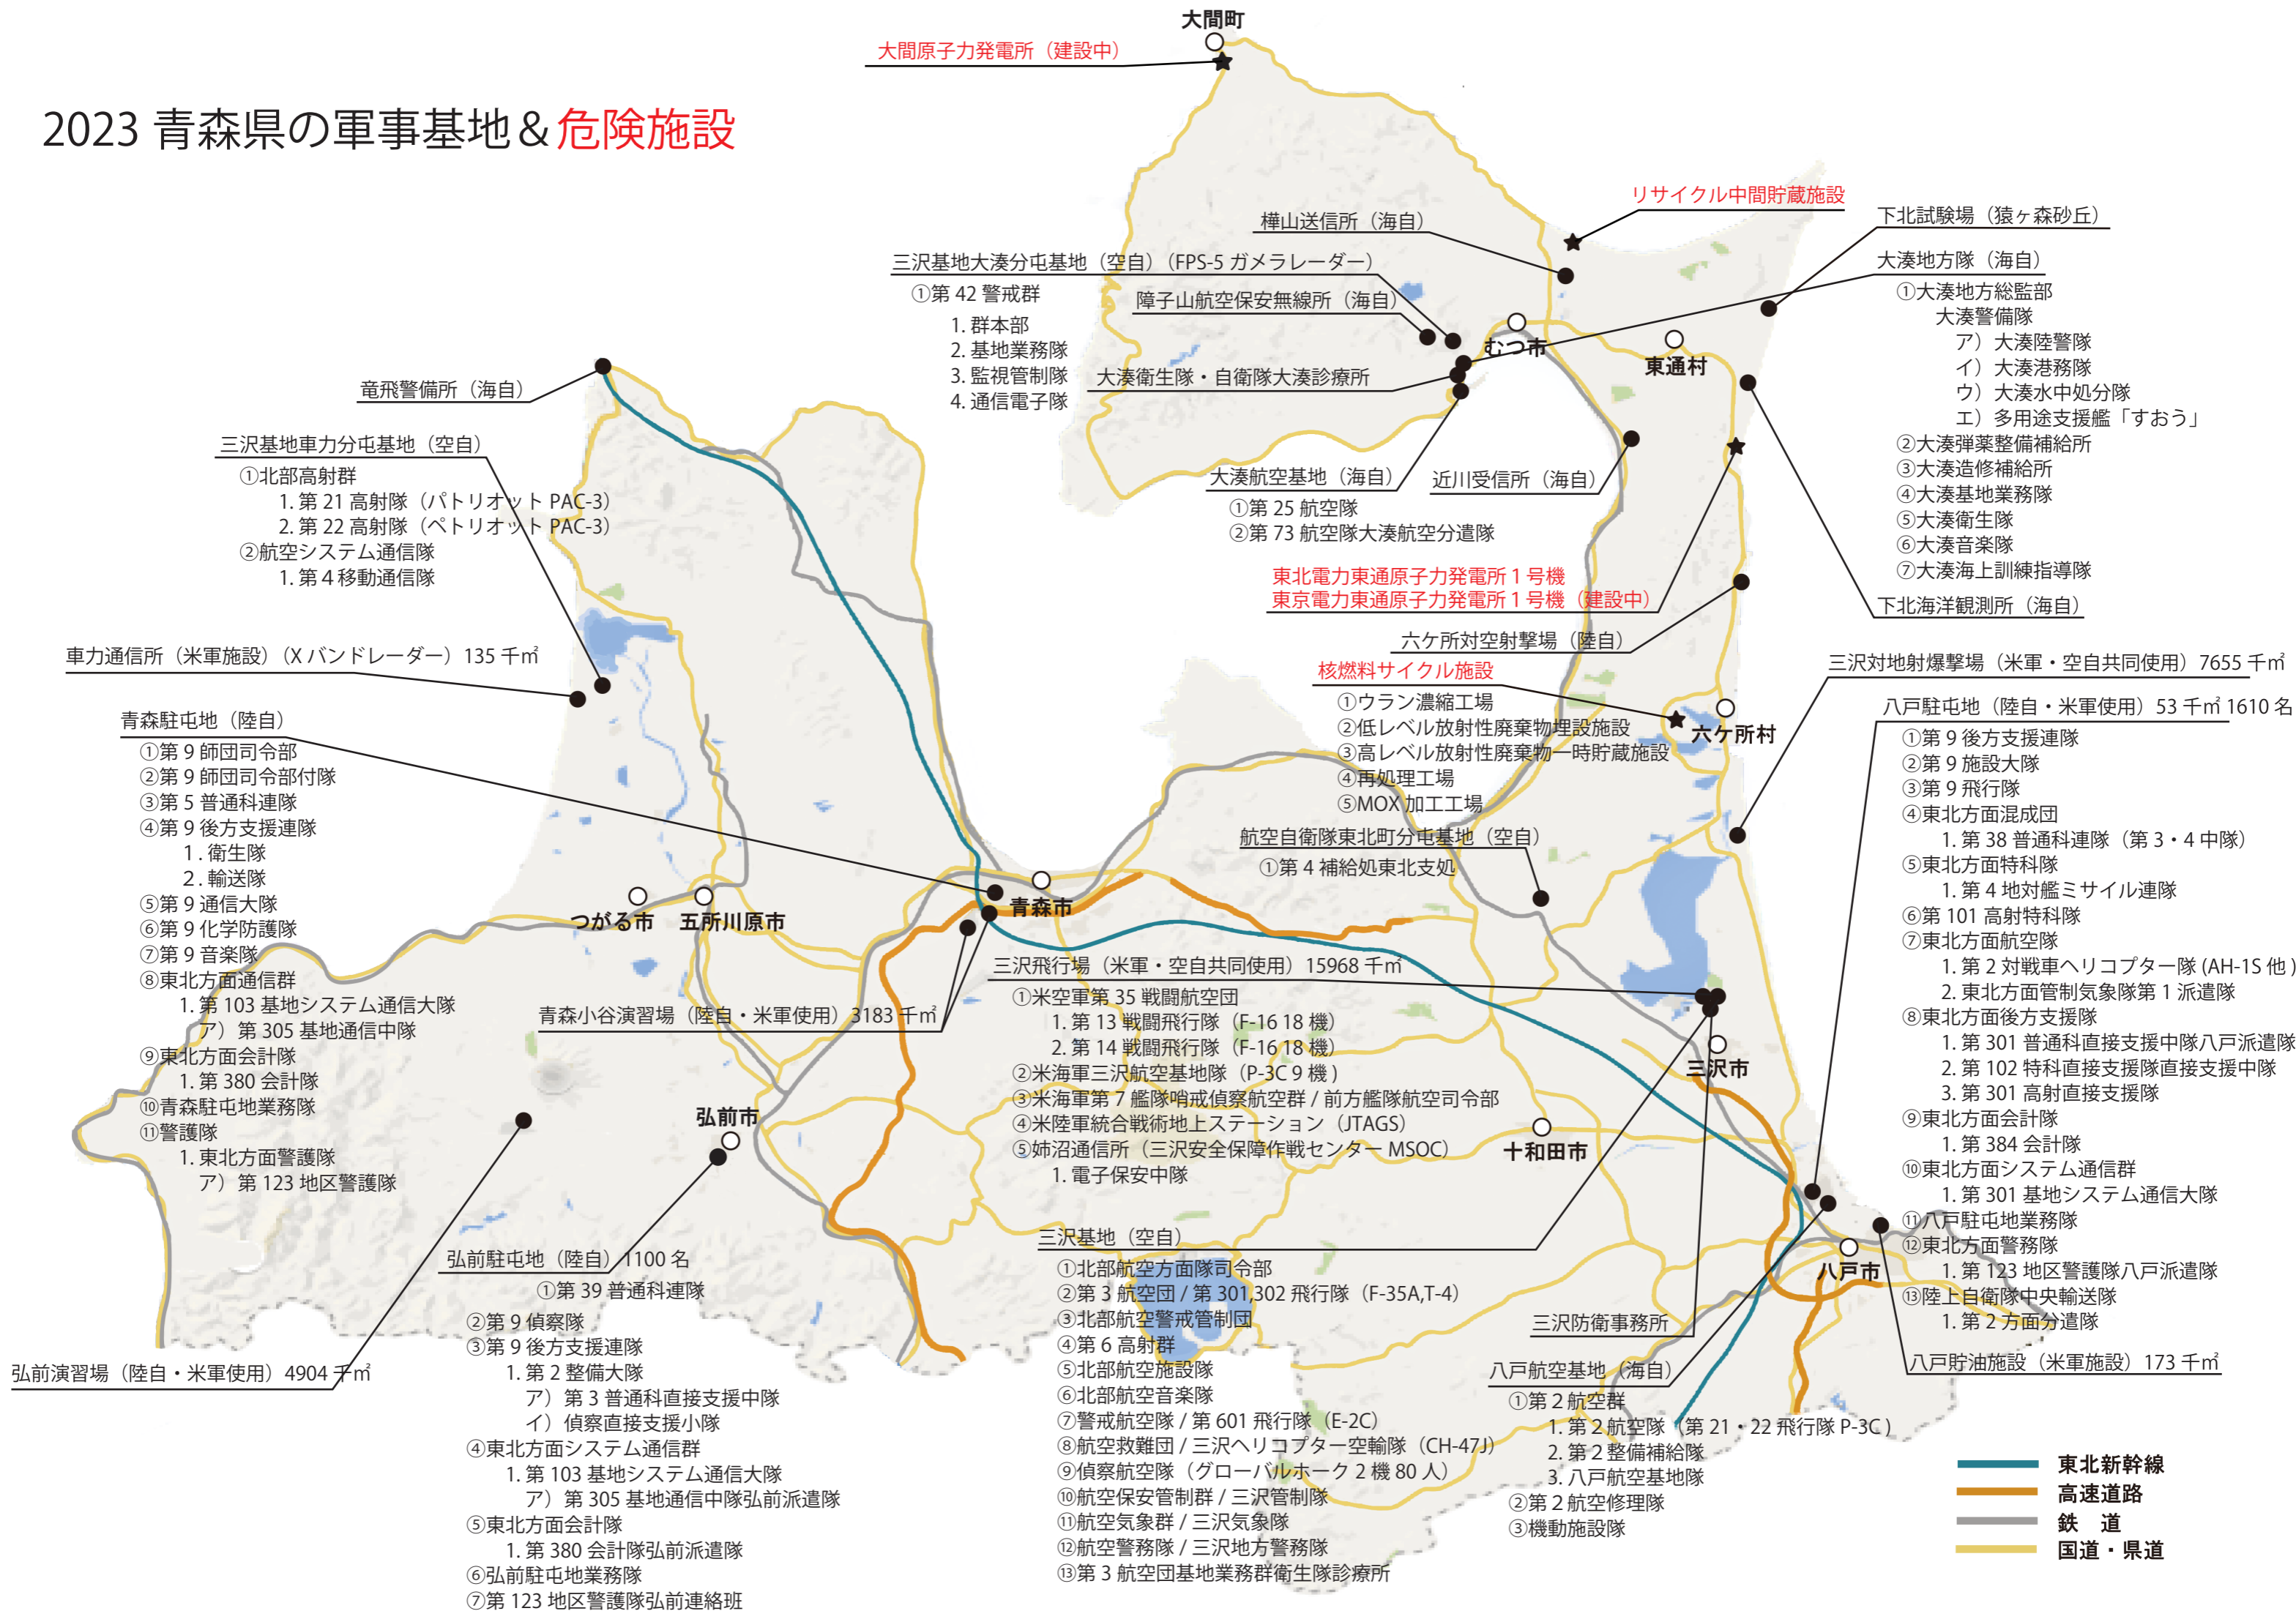 2023 青森県の軍事基地＆危険施設
大間町
大間原子力発電所（建設中）
リサイクル中間貯蔵施設
樺山送信所（海自）
三沢基地大湊分屯基地（空自）（FPS-5 ガメラレーダー）
①第 42 警戒群
1. 群本部
2. 基地業務隊
3. 監視管制隊
4. 通信電子隊
障子山航空保安無線所（海自）
大湊衛生隊・自衛隊大湊診療所
むつ市
東通村
下北試験場（猿ヶ森砂丘）
大湊地方隊（海自）
①大湊地方総監部
大湊警備隊
ア）大湊陸警隊
イ）大湊港務隊
ウ）大湊水中処分隊
エ）多用途支援艦「すおう」
②大湊弾薬整備補給所
③大湊造修補給所
④大湊基地業務隊
⑤大湊衛生隊
⑥大湊音楽隊
⑦大湊海上訓練指導隊
下北海洋観測所（海自）
大湊航空基地（海自）
①第 25 航空隊
②第 73 航空隊大湊航空分遣隊
近川受信所（海自）
東北電力東通原子力発電所 1 号機
東京電力東通原子力発電所 1 号機（建設中）
六ケ所対空射撃場（陸自）
核燃料サイクル施設
①ウラン濃縮工場
②低レベル放射性廃棄物埋設施設
③高レベル放射性廃棄物一時貯蔵施設
④再処理工場
⑤MOX 加工工場
六ケ所村
航空自衛隊東北町分屯基地（空自）
①第 4 補給処東北支処
竜飛警備所（海自）
三沢基地車力分屯基地（空自）
①北部高射群
1. 第 21 高射隊（パトリオット PAC-3）
2. 第 22 高射隊（ペトリオット PAC-3）
②航空システム通信隊
1. 第 4 移動通信隊
車力通信所（米軍施設）（X バンドレーダー）135 千㎡
青森駐屯地（陸自）
①第 9 師団司令部
②第 9 師団司令部付隊
③第 5 普通科連隊
④第 9 後方支援連隊
1 . 衛生隊
2 . 輸送隊
⑤第 9 通信大隊
⑥第 9 化学防護隊
⑦第 9 音楽隊
⑧東北方面通信群
1. 第 103 基地システム通信大隊
ア）第 305 基地通信中隊
⑨東北方面会計隊
1. 第 380 会計隊
⑩青森駐屯地業務隊
⑪警護隊
1. 東北方面警護隊
ア）第 123 地区警護隊
つがる市
五所川原市
青森市
青森小谷演習場（陸自・米軍使用）3183 千㎡
弘前市
弘前駐屯地（陸自）1100 名
①第 39 普通科連隊
②第 9 偵察隊
③第 9 後方支援連隊
1. 第 2 整備大隊
ア）第 3 普通科直接支援中隊
イ）偵察直接支援小隊
④東北方面システム通信群
1. 第 103 基地システム通信大隊
ア）第 305 基地通信中隊弘前派遣隊
⑤東北方面会計隊
1. 第 380 会計隊弘前派遣隊
⑥弘前駐屯地業務隊
⑦第 123 地区警護隊弘前連絡班
弘前演習場（陸自・米軍使用）4904 千㎡
三沢飛行場（米軍・空自共同使用）15968 千㎡
①米空軍第 35 戦闘航空団
1. 第 13 戦闘飛行隊（F-16 18 機）
2. 第 14 戦闘飛行隊（F-16 18 機）
②米海軍三沢航空基地隊（P-3C 9 機 )
③米海軍第 7 艦隊哨戒偵察航空群 / 前方艦隊航空司令部
④米陸軍統合戦術地上ステーション（JTAGS）
⑤姉沼通信所（三沢安全保障作戦センター MSOC）
1. 電子保安中隊
三沢基地（空自）
①北部航空方面隊司令部
②第 3 航空団 / 第 301,302 飛行隊（F-35A,T-4）
③北部航空警戒管制団
④第 6 高射群
⑤北部航空施設隊
⑥北部航空音楽隊
⑦警戒航空隊 / 第 601 飛行隊（E-2C）
⑧航空救難団 / 三沢ヘリコプター空輸隊（CH-47J）
⑨偵察航空隊（グローバルホーク 2 機 80 人）
⑩航空保安管制群 / 三沢管制隊
⑪航空気象群 / 三沢気象隊
⑫航空警務隊 / 三沢地方警務隊
⑬第 3 航空団基地業務群衛生隊診療所
十和田市
三沢市
三沢防衛事務所
八戸航空基地（海自）
①第 2 航空群
1. 第 2 航空隊（第 21・22 飛行隊 P-3C )
2. 第 2 整備補給隊
3. 八戸航空基地隊
②第 2 航空修理隊
③機動施設隊
三沢対地射爆撃場（米軍・空自共同使用）7655 千㎡
八戸駐屯地（陸自・米軍使用）53 千㎡ 1610 名
①第 9 後方支援連隊
②第 9 施設大隊
③第 9 飛行隊
④東北方面混成団
1. 第 38 普通科連隊（第 3・4 中隊）
⑤東北方面特科隊
1. 第 4 地対艦ミサイル連隊
⑥第 101 高射特科隊
⑦東北方面航空隊
1. 第 2 対戦車ヘリコプター隊 (AH-1S 他 )
2. 東北方面管制気象隊第 1 派遣隊
⑧東北方面後方支援隊
1. 第 301 普通科直接支援中隊八戸派遣隊
2. 第 102 特科直接支援隊直接支援中隊
3. 第 301 高射直接支援隊
⑨東北方面会計隊
1. 第 384 会計隊
⑩東北方面システム通信群
1. 第 301 基地システム通信大隊
⑪八戸駐屯地業務隊
⑫東北方面警務隊
1. 第 123 地区警護隊八戸派遣隊
⑬陸上自衛隊中央輸送隊
1. 第 2 方面分遣隊
八戸市
八戸貯油施設（米軍施設）173 千㎡
東北新幹線
高速道路
鉄　道
国道・県道